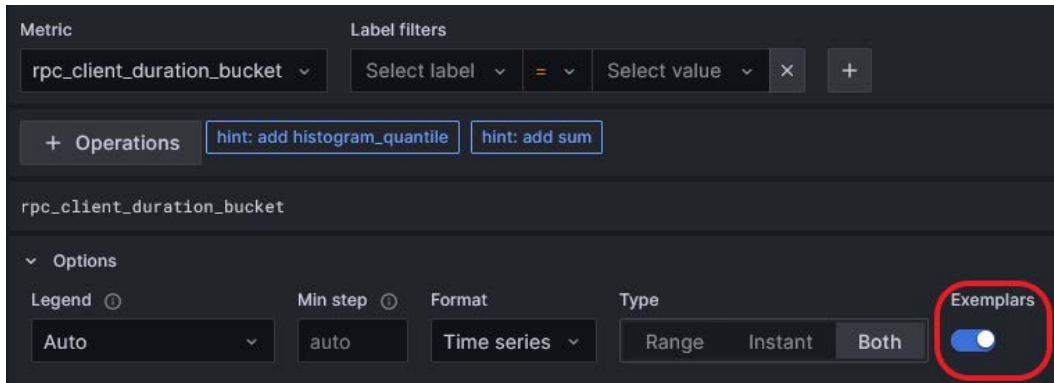 Metric Label filters
rpc_client_duration_bucket Select label = Select value × +
+ Operations hint: add histogram_quantile hint: add sum
rpc_client_duration_bucket
Options
Legend Min step Format Type Exemplars
Auto auto Time series Range Instant Both